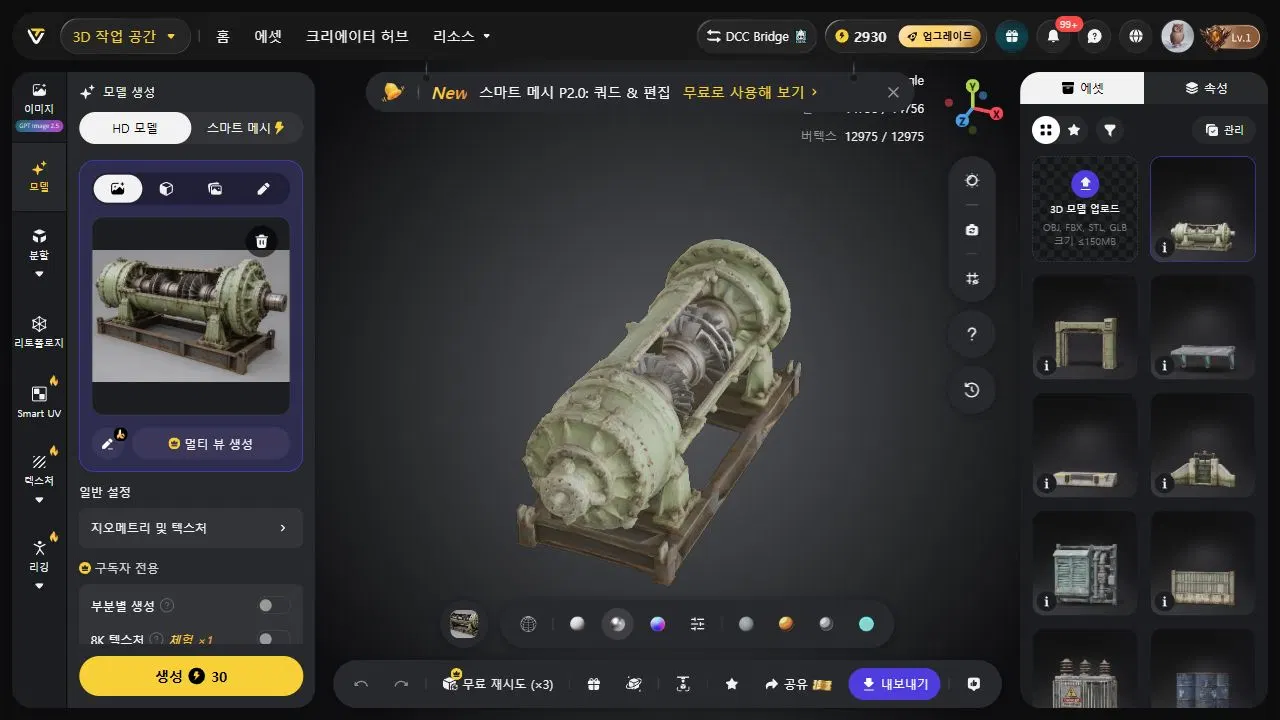 3D 작업 공간
홈
에셋
크리에이터 허브
리소스
DCC Bridge
2930
업그레이드
99+
Lv.1
이미지
GPT Image 2.5
모델
분할
리토폴로지
Smart UV
텍스처
리깅
모델 생성
HD 모델
스마트 메시
멀티 뷰 생성
일반 설정
지오메트리 및 텍스처
구독자 전용
부분별 생성
8K 텍스처 체험 ×1
생성 30
New 스마트 메시 P2.0: 쿼드 & 편집 무료로 사용해 보기
버텍스 12975 / 12975
Y
X
Z
무료 재시도 (×3)
공유
내보내기
에셋
속성
관리
3D 모델 업로드
OBJ, FBX, STL, GLB
크기 ≤150MB